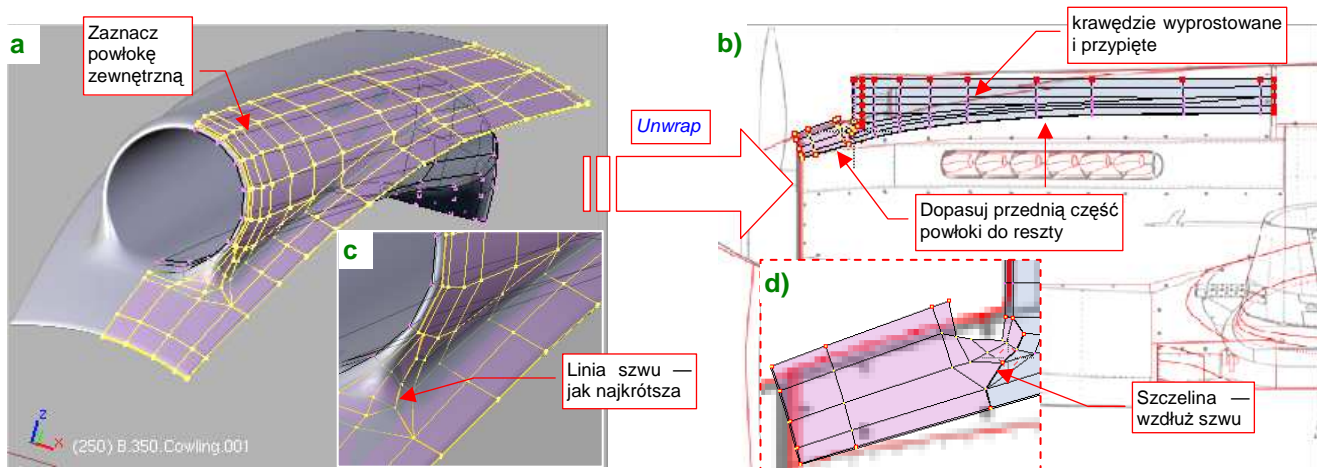 a
Zaznacz
powłokę
zewnętrzną
z
x
(250) B.350.Cowling.001
c
Linia szwu —
jak najkrótsza
Unwrap
b)
krawędzie wyprostowane
i przypięte
Dopasuj przednią część
powłoki do reszty
d)
Szczelina —
wzdłuż szwu